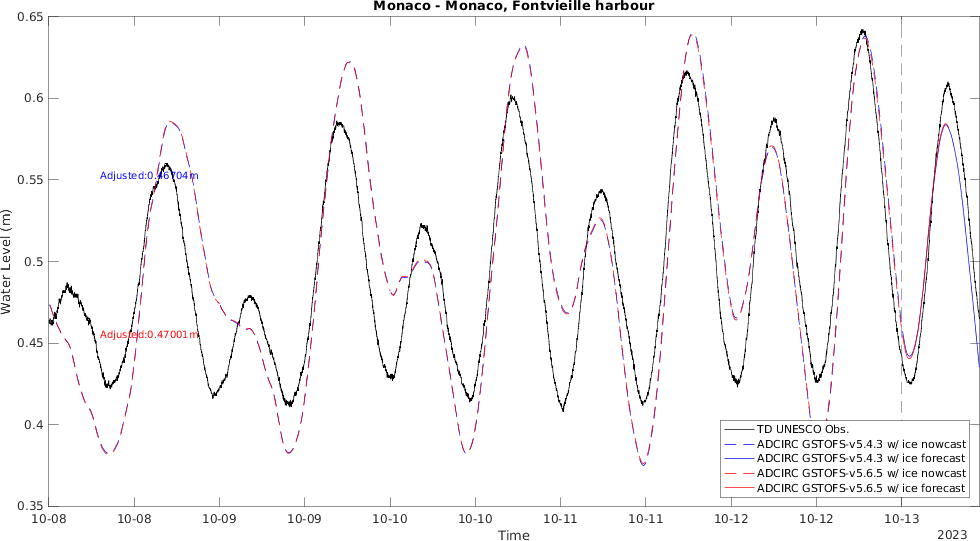 Monaco - Monaco, Fontvieille harbour
0.65
0.6
0.55
0.5
0.45
0.4
0.35
Water Level (m)
Adjusted:0.46704m
Adjusted:0.47001m
TD UNESCO Obs.
ADCIRC GSTOFS-v5.4.3 w/ ice nowcast
ADCIRC GSTOFS-v5.4.3 w/ ice forecast
ADCIRC GSTOFS-v5.6.5 w/ ice nowcast
ADCIRC GSTOFS-v5.6.5 w/ ice forecast
10-08 10-08 10-09 10-09 10-10 10-10 10-11 10-11 10-12 10-12 10-13
Time
2023